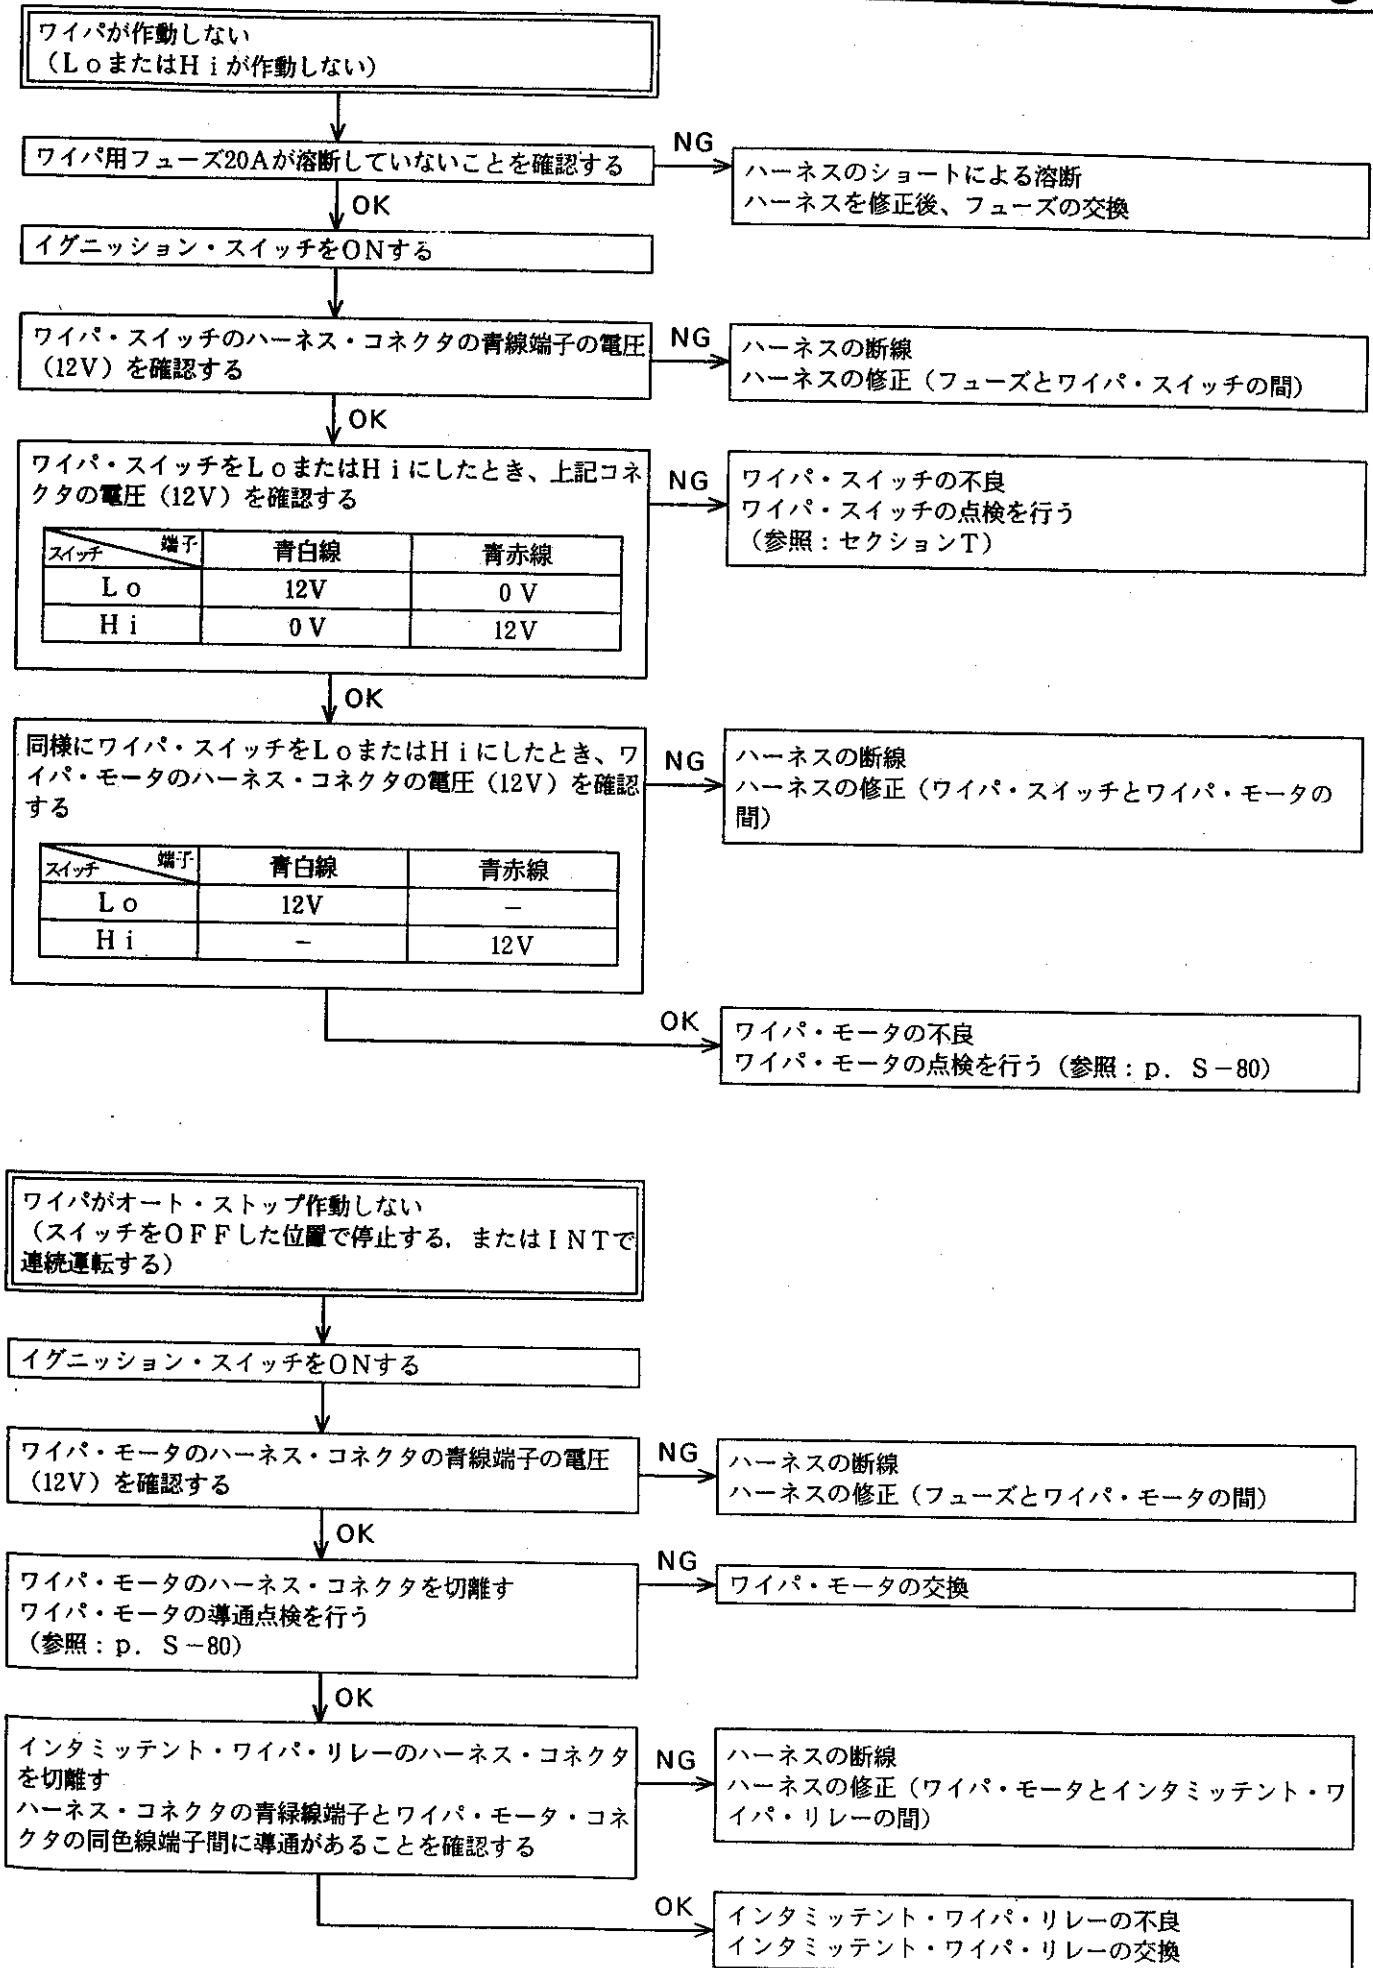 ワイパが作動しない
（LoまたはHiが作動しない）
ワイパ用フューズ20Aが溶断していないことを確認する
NG
ハーネスのショートによる溶断
ハーネスを修正後、フューズの交換
OK
イグニッション・スイッチをONする
ワイパ・スイッチのハーネス・コネクタの青線端子の電圧
（12V）を確認する
NG
ハーネスの断線
ハーネスの修正（フューズとワイパ・スイッチの間）
OK
ワイパ・スイッチをLoまたはHiにしたとき、上記コネ
クタの電圧（12V）を確認する
NG
ワイパ・スイッチの不良
ワイパ・スイッチの点検を行う
（参照：セクションT）
スイッチ 端子 青白線 青赤線
Lo 12V 0V
Hi 0V 12V
OK
同様にワイパ・スイッチをLoまたはHiにしたとき、ワ
イパ・モータのハーネス・コネクタの電圧（12V）を確認
する
NG
ハーネスの断線
ハーネスの修正（ワイパ・スイッチとワイパ・モータの
間）
スイッチ 端子 青白線 青赤線
Lo 12V －
Hi － 12V
OK
ワイパ・モータの不良
ワイパ・モータの点検を行う（参照：p．S－80）
ワイパがオート・ストップ作動しない
（スイッチをOFFした位置で停止する，またはINTで
連続運転する）
イグニッション・スイッチをONする
ワイパ・モータのハーネス・コネクタの青線端子の電圧
（12V）を確認する
NG
ハーネスの断線
ハーネスの修正（フューズとワイパ・モータの間）
OK
ワイパ・モータのハーネス・コネクタを切離す
ワイパ・モータの導通点検を行う
（参照：p．S－80）
NG
ワイパ・モータの交換
OK
インタミッテント・ワイパ・リレーのハーネス・コネクタ
を切離す
ハーネス・コネクタの青緑線端子とワイパ・モータ・コネ
クタの同色線端子間に導通があることを確認する
NG
ハーネスの断線
ハーネスの修正（ワイパ・モータとインタミッテント・ワ
イパ・リレーの間）
OK
インタミッテント・ワイパ・リレーの不良
インタミッテント・ワイパ・リレーの交換